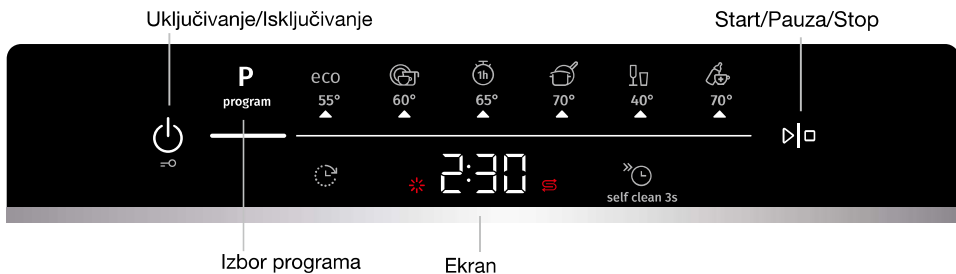 Uključivanje/Isključivanje
Start/Pauza/Stop
P
program
eco
1h
55°
60°
65°
70°
40°
70°
2:30
self clean 3s
Izbor programa
Ekran